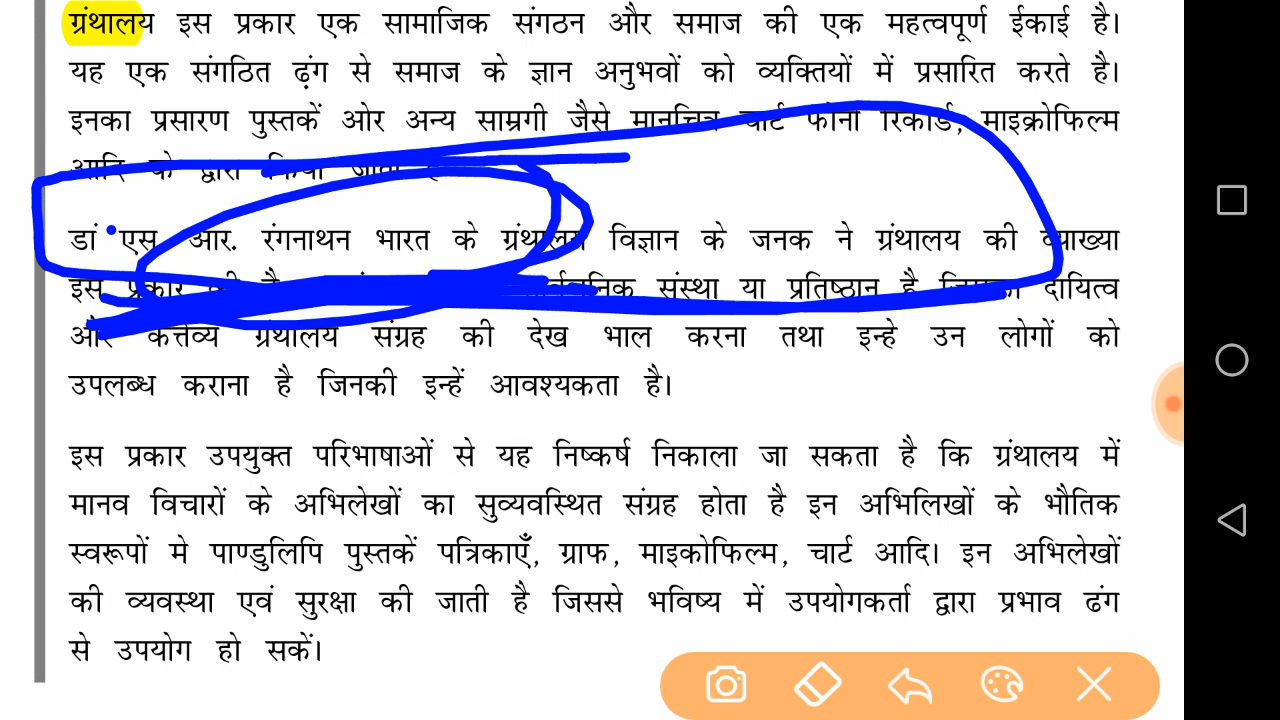 ग्रंथालय इस प्रकार एक सामाजिक संगठन और समाज की एक महत्वपूर्ण ईकाई है।
यह एक संगठित ढ़ंग से समाज के ज्ञान अनुभवों को व्यक्तियों में प्रसारित करते है।
इनका प्रसारण पुस्तकें ओर अन्य साम्रगी जैसे मानचित्र चार्ट फोनो रिकार्ड, माइक्रोफिल्म
आदि के द्वारा किया जाता
डां एस. आर. रंगनाथन भारत के ग्रंथालय विज्ञान के जनक ने ग्रंथालय की व्याख्या
इस प्रकार की है सार्वजनिक संस्था या प्रतिष्ठान है जिसका दायित्व
और कर्त्तव्य ग्रंथालय संग्रह की देख भाल करना तथा इन्हे उन लोगों को
उपलब्ध कराना है जिनकी इन्हें आवश्यकता है।
इस प्रकार उपयुक्त परिभाषाओं से यह निष्कर्ष निकाला जा सकता है कि ग्रंथालय में
मानव विचारों के अभिलेखों का सुव्यवस्थित संग्रह होता है इन अभिलिखों के भौतिक
स्वरूपों मे पाण्डुलिपि पुस्तकें पत्रिकाएँ, ग्राफ, माइकोफिल्म, चार्ट आदि। इन अभिलेखों
की व्यवस्था एवं सुरक्षा की जाती है जिससे भविष्य में उपयोगकर्ता द्वारा प्रभाव ढंग
से उपयोग हो सकें।